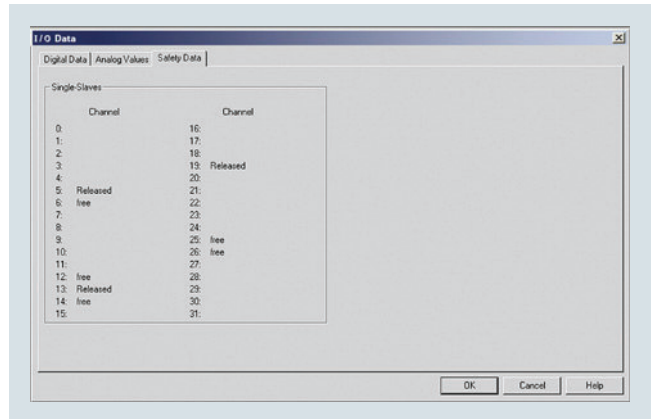 I/O Data
Digital Data Analog Values Safety Data
Single-Slaves
Channel Channel
0: 16:
1: 17:
2: 18:
3: 19: Released
4: 20:
5: Released 21:
6: free 22:
7: 23:
8: 24:
9: 25: free
10: 26: free
11: 27:
12: free 28:
13: Released 29:
14: free 30:
15: 31:
OK Cancel Help